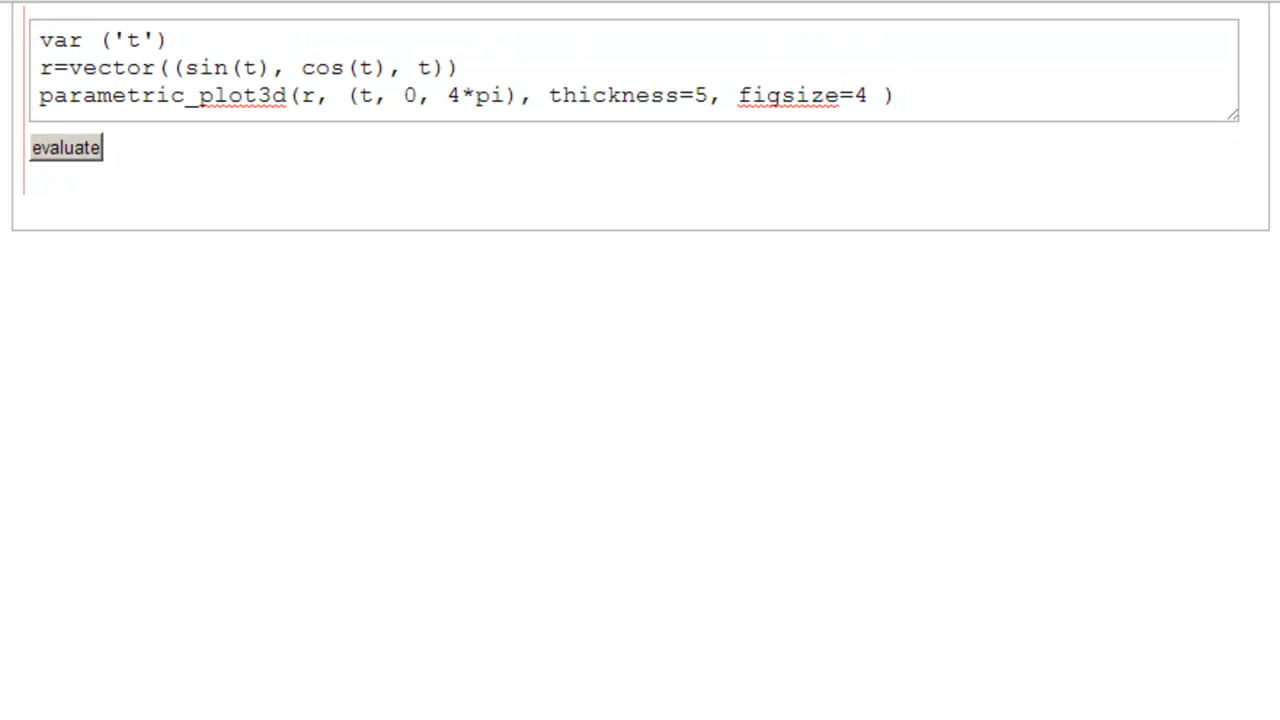 var ('t')
r=vector((sin(t), cos(t), t))
parametric_plot3d(r, (t, 0, 4*pi), thickness=5, figsize=4 )
evaluate